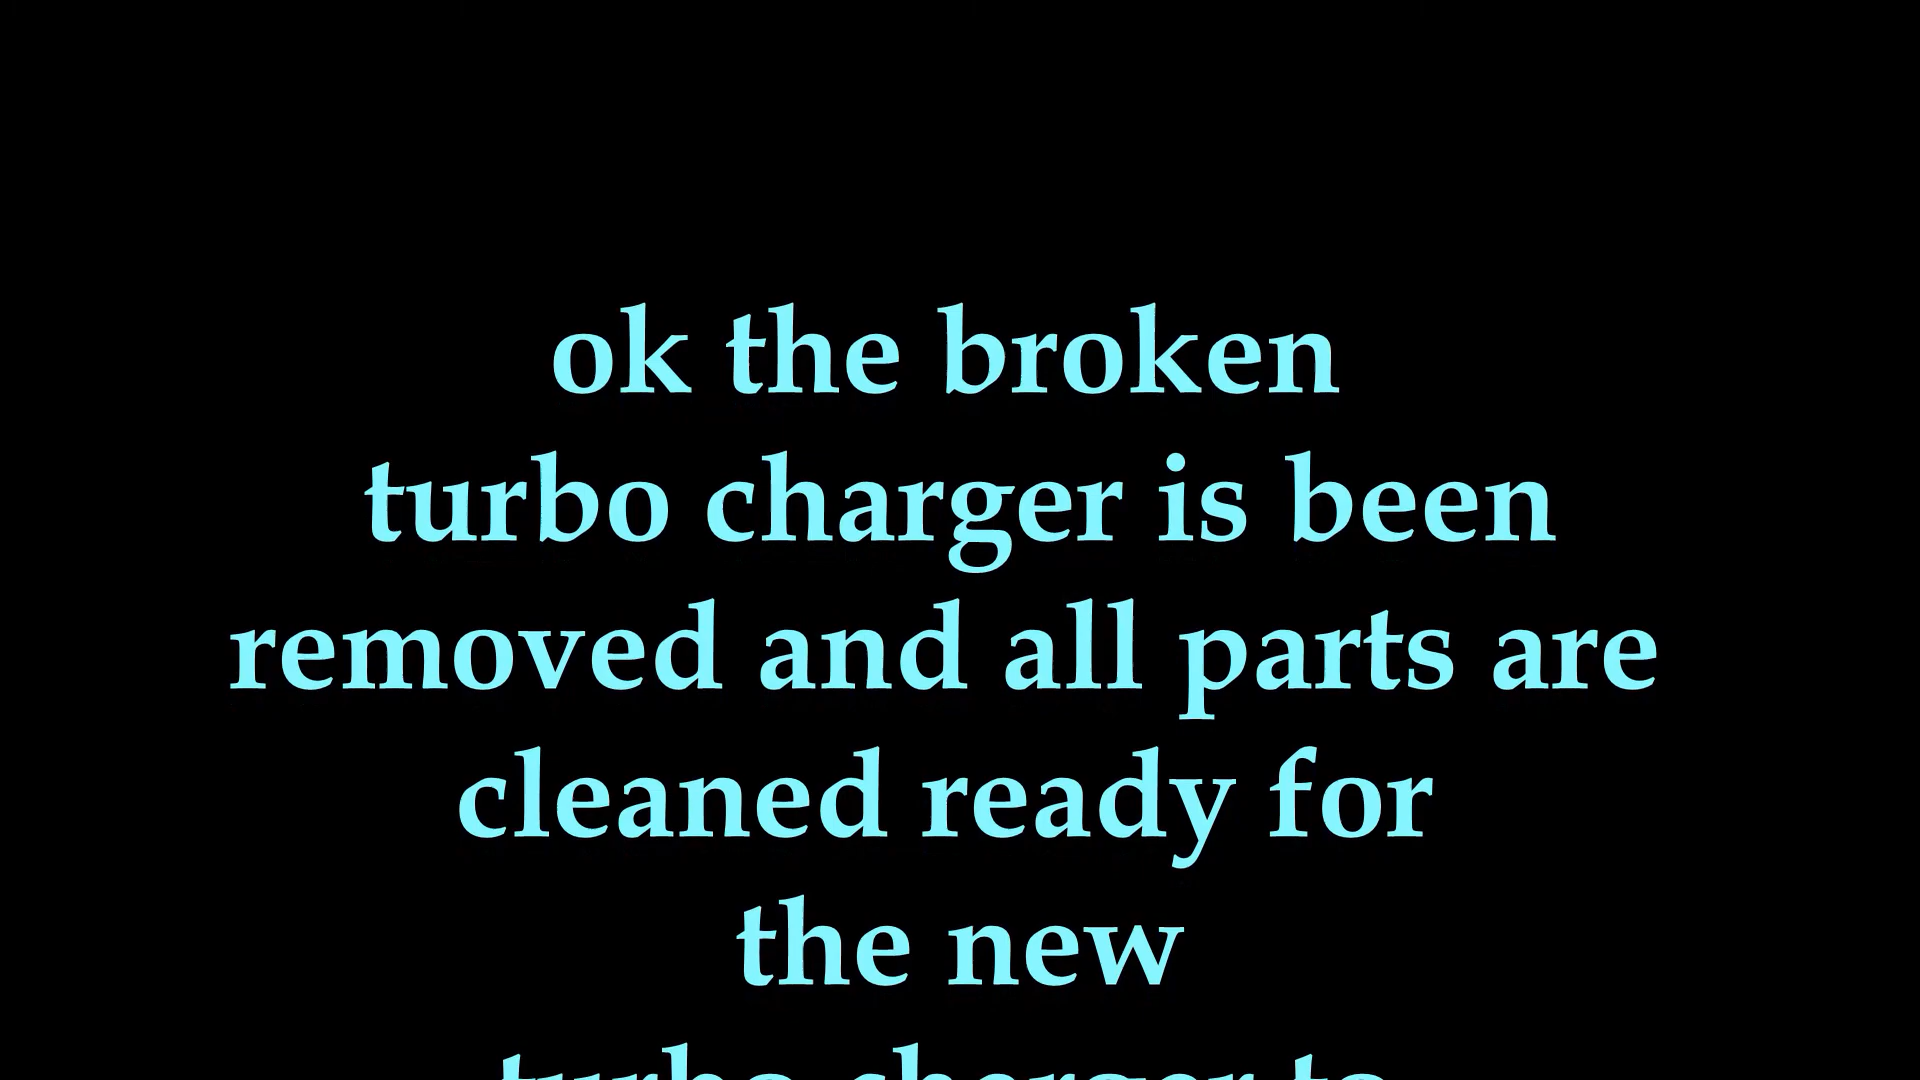 ok the broken
turbo charger is been
removed and all parts are
cleaned ready for
the new
turbo charger to